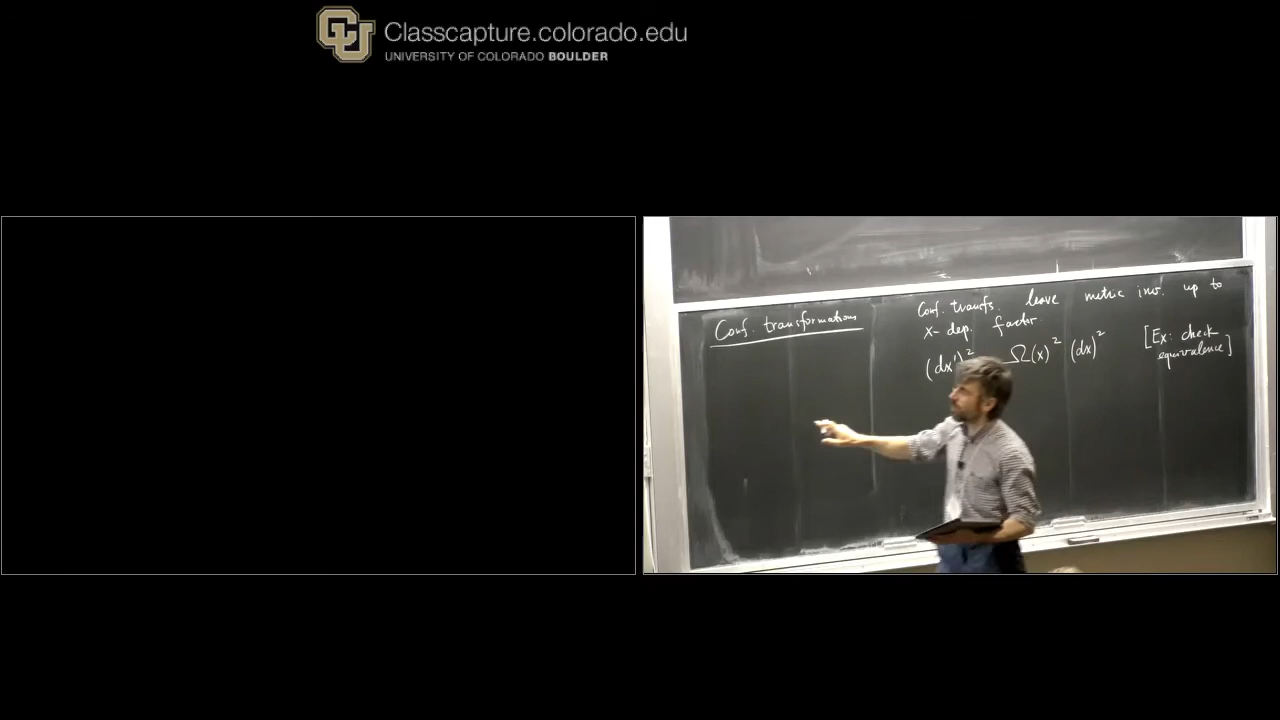 Classcapture.colorado.edu
UNIVERSITY OF COLORADO BOULDER
Conf. transformations
Conf. transfs. leave metric inv. up to
x-dep. factor.
(dx')² Ω(x)² (dx)² [Ex: check
equivalence]